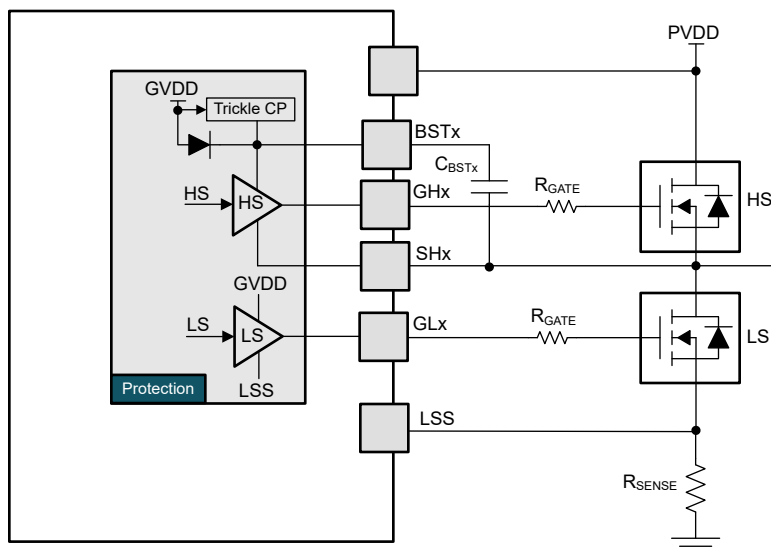 PVDD
GVDD
Trickle CP
BSTx
CBSTx
HS
HS
GHx
RGATE
HS
SHx
GVDD
LS
LS
GLx
RGATE
LS
LSS
Protection
LSS
RSENSE